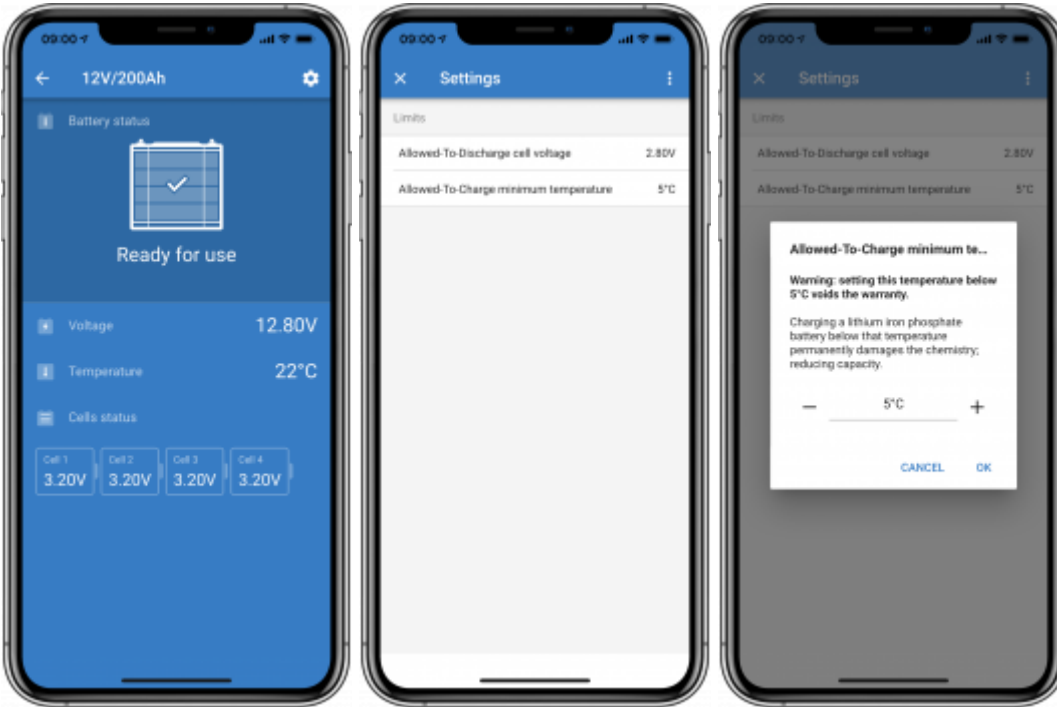 09:00
12V/200Ah
Battery status
Ready for use
Voltage 12.80V
Temperature 22°C
Cells status
Cell 1 Cell 2 Cell 3 Cell 4
3.20V 3.20V 3.20V 3.20V
09:00
Settings
Limits
Allowed-To-Discharge cell voltage 2.80V
Allowed-To-Charge minimum temperature 5°C
09:00
Settings
Limits
Allowed-To-Discharge cell voltage 2.80V
Allowed-To-Charge minimum temperature 5°C
Allowed-To-Charge minimum te...
Warning: setting this temperature below
5°C voids the warranty.
Charging a lithium iron phosphate
battery below that temperature
permanently damages the chemistry;
reducing capacity.
5°C
CANCEL OK